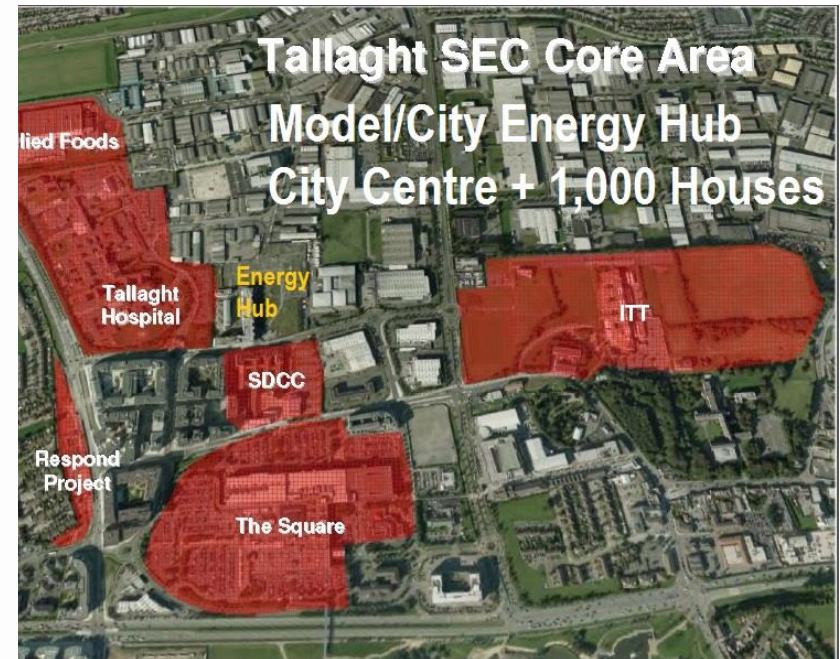 Tallaght SEC Core Area
Model/City Energy Hub
City Centre + 1,000 Houses
lied Foods
Tallaght
Hospital
Energy
Hub
ITT
SDCC
Respond
Project
The Square